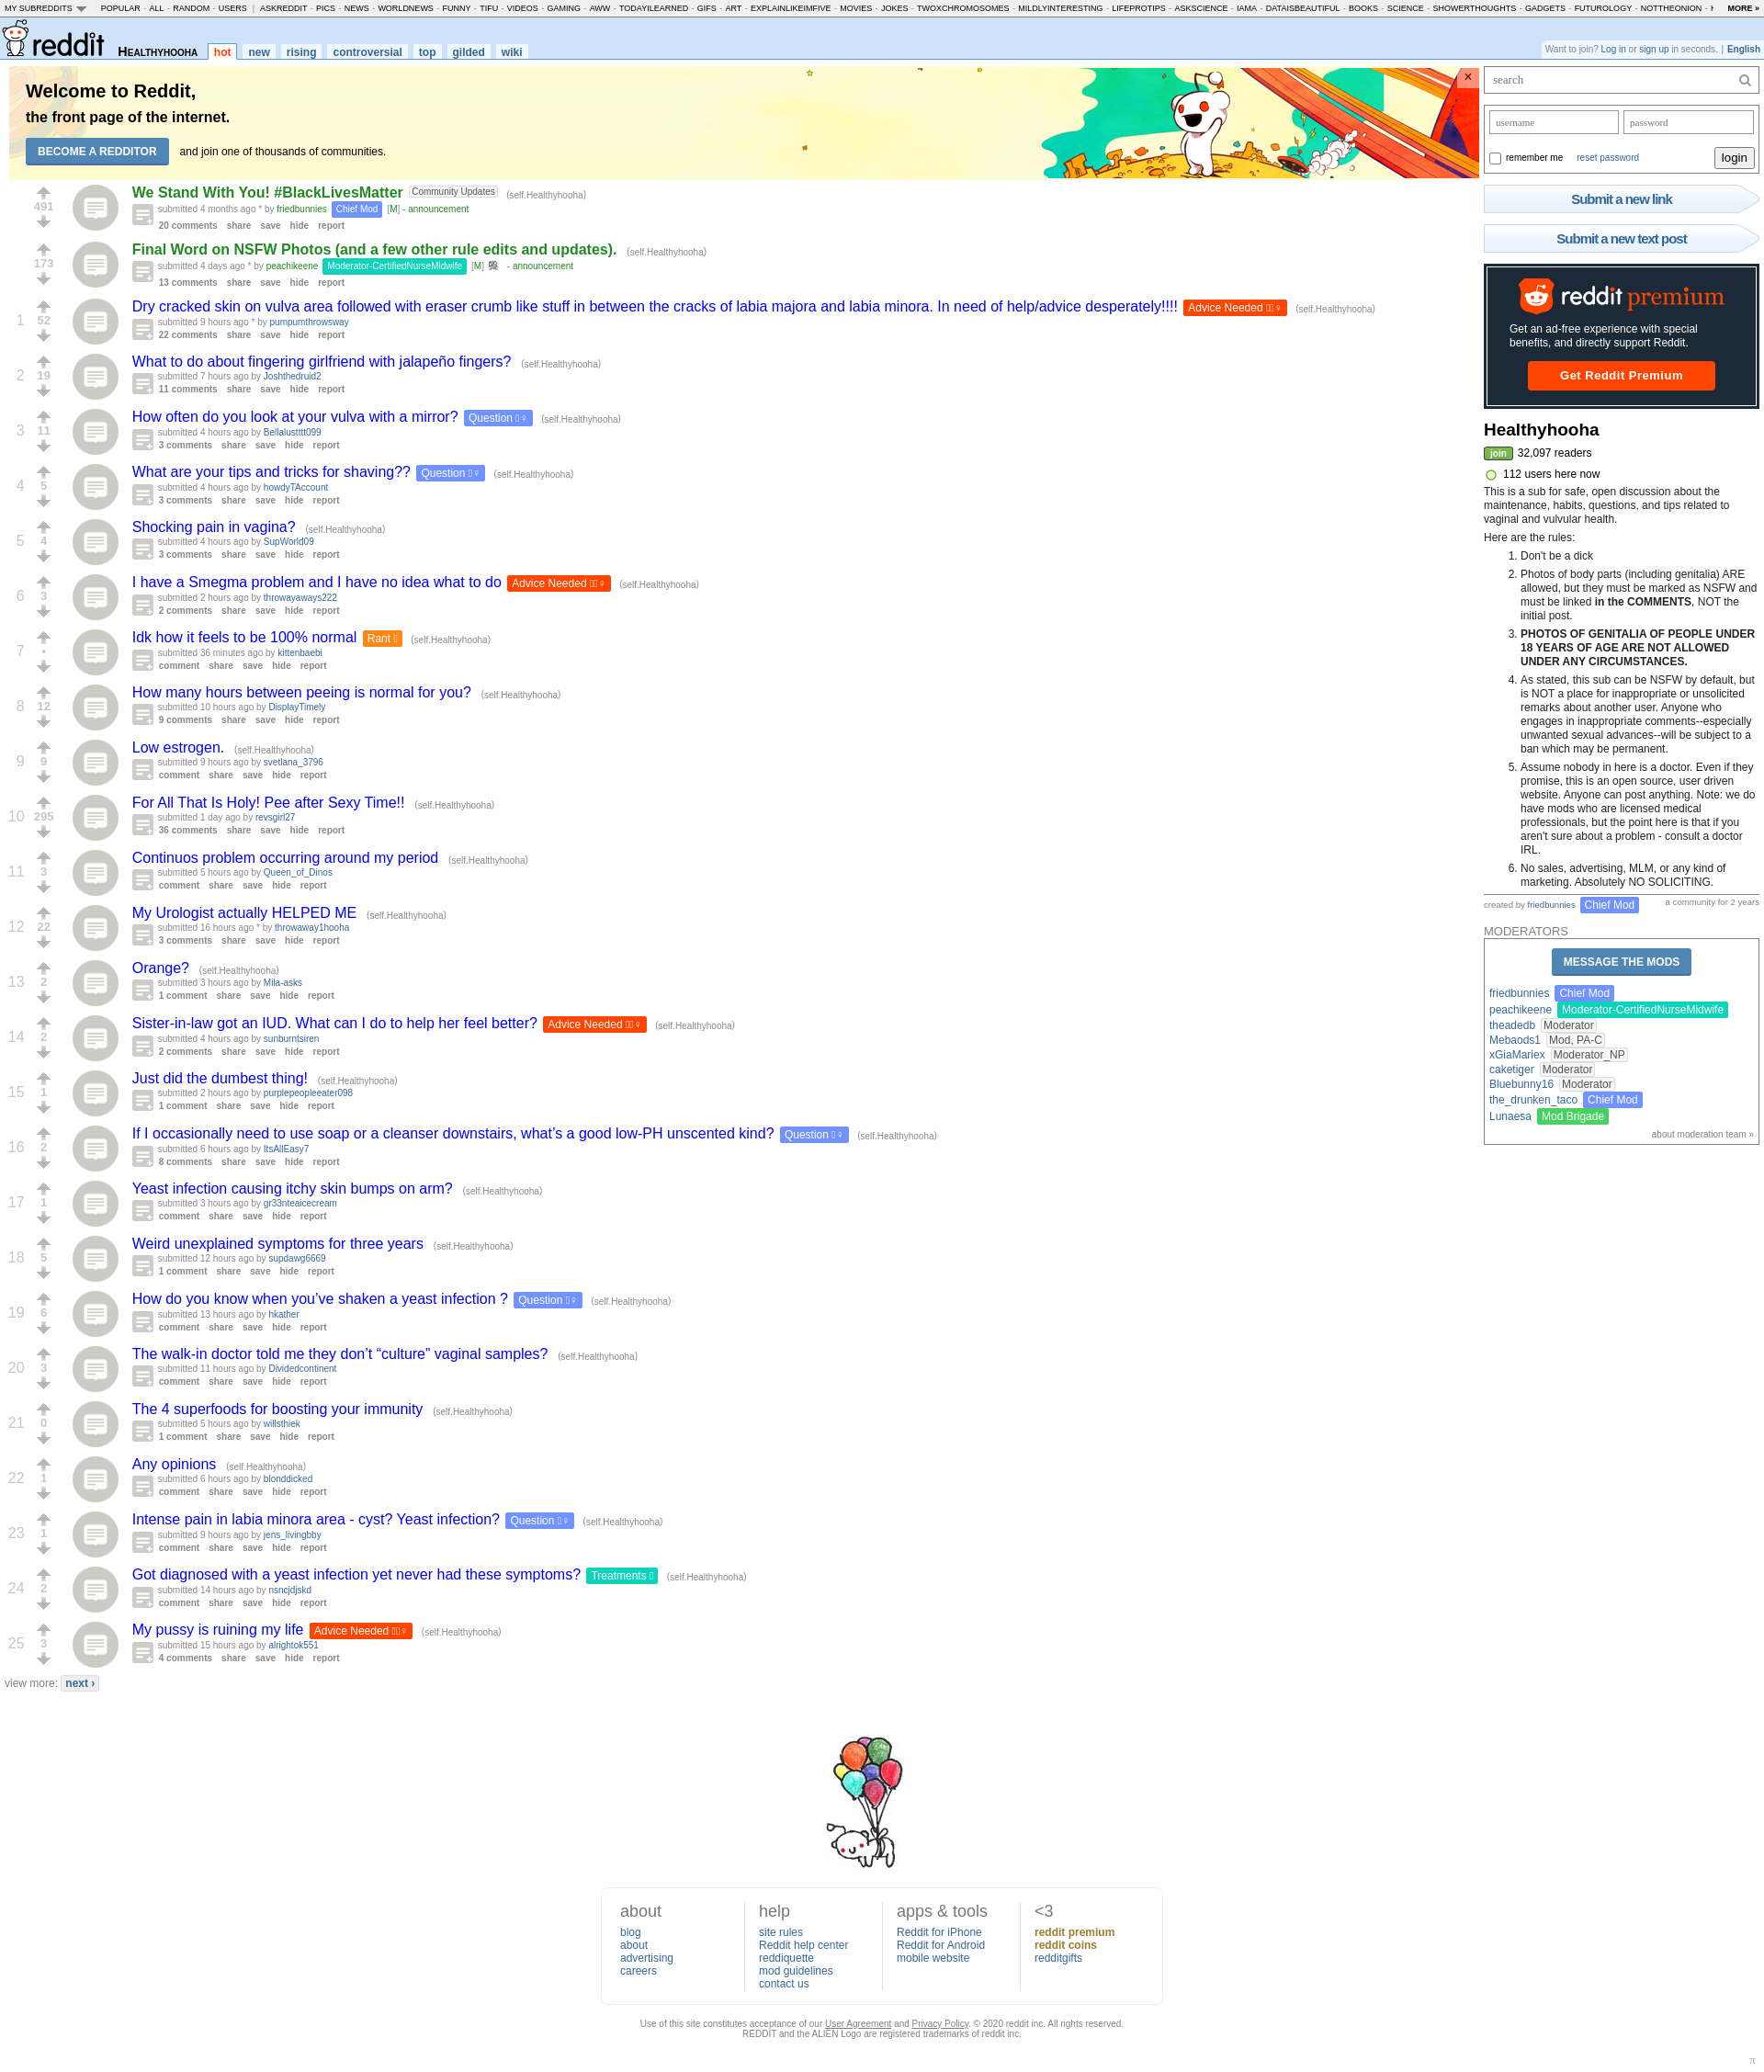 MY SUBREDDITS POPULAR - ALL - RANDOM - USERS | ASKREDDIT - PICS - NEWS - WORLDNEWS - FUNNY - TIFU - VIDEOS - GAMING - AWW - TODAYILEARNED - GIFS - ART - EXPLAINLIKEIMFIVE - MOVIES - JOKES - TWOXCHROMOSOMES - MILDLYINTERESTING - LIFEPROTIPS - ASKSCIENCE - IAMA - DATAISBEAUTIFUL - BOOKS - SCIENCE - SHOWERTHOUGHTS - GADGETS - FUTUROLOGY - NOTTHEONION - MORE »
reddit HEALTHYHOOHA hot new rising controversial top gilded wiki
Want to join? Log in or sign up in seconds. | English
Welcome to Reddit,
the front page of the internet.
BECOME A REDDITOR and join one of thousands of communities.
491
We Stand With You! #BlackLivesMatter Community Updates (self.Healthyhooha)
submitted 4 months ago * by friedbunnies Chief Mod [M] - announcement
20 comments share save hide report
173
Final Word on NSFW Photos (and a few other rule edits and updates). (self.Healthyhooha)
submitted 4 days ago * by peachikeene Moderator-CertifiedNurseMidwife [M] - announcement
13 comments share save hide report
1 52
Dry cracked skin on vulva area followed with eraser crumb like stuff in between the cracks of labia majora and labia minora. In need of help/advice desperately!!!! Advice Needed (self.Healthyhooha)
submitted 9 hours ago * by pumpumthrowsway
22 comments share save hide report
2 19
What to do about fingering girlfriend with jalapeño fingers? (self.Healthyhooha)
submitted 7 hours ago by Joshthedruid2
11 comments share save hide report
3 11
How often do you look at your vulva with a mirror? Question (self.Healthyhooha)
submitted 4 hours ago by Bellalustttt099
3 comments share save hide report
4 5
What are your tips and tricks for shaving?? Question (self.Healthyhooha)
submitted 4 hours ago by howdyTAccount
3 comments share save hide report
5 4
Shocking pain in vagina? (self.Healthyhooha)
submitted 4 hours ago by SupWorld09
3 comments share save hide report
6 3
I have a Smegma problem and I have no idea what to do Advice Needed (self.Healthyhooha)
submitted 2 hours ago by throwayaways222
2 comments share save hide report
7 •
Idk how it feels to be 100% normal Rant (self.Healthyhooha)
submitted 36 minutes ago by kittenbaebi
comment share save hide report
8 12
How many hours between peeing is normal for you? (self.Healthyhooha)
submitted 10 hours ago by DisplayTimely
9 comments share save hide report
9 9
Low estrogen. (self.Healthyhooha)
submitted 9 hours ago by svetlana_3796
comment share save hide report
10 295
For All That Is Holy! Pee after Sexy Time!! (self.Healthyhooha)
submitted 1 day ago by revsgirl27
36 comments share save hide report
11 3
Continuos problem occurring around my period (self.Healthyhooha)
submitted 5 hours ago by Queen_of_Dinos
comment share save hide report
12 22
My Urologist actually HELPED ME (self.Healthyhooha)
submitted 16 hours ago * by throwaway1hooha
3 comments share save hide report
13 2
Orange? (self.Healthyhooha)
submitted 3 hours ago by Mila-asks
1 comment share save hide report
14 2
Sister-in-law got an IUD. What can I do to help her feel better? Advice Needed (self.Healthyhooha)
submitted 4 hours ago by sunburntsiren
2 comments share save hide report
15 1
Just did the dumbest thing! (self.Healthyhooha)
submitted 2 hours ago by purplepeopleeater098
1 comment share save hide report
16 2
If I occasionally need to use soap or a cleanser downstairs, what’s a good low-PH unscented kind? Question (self.Healthyhooha)
submitted 6 hours ago by ItsAllEasy7
8 comments share save hide report
17 1
Yeast infection causing itchy skin bumps on arm? (self.Healthyhooha)
submitted 3 hours ago by gr33nteaicecream
comment share save hide report
18 5
Weird unexplained symptoms for three years (self.Healthyhooha)
submitted 12 hours ago by supdawg6669
1 comment share save hide report
19 6
How do you know when you’ve shaken a yeast infection ? Question (self.Healthyhooha)
submitted 13 hours ago by hkather
comment share save hide report
20 3
The walk-in doctor told me they don’t “culture” vaginal samples? (self.Healthyhooha)
submitted 11 hours ago by Dividedcontinent
comment share save hide report
21 0
The 4 superfoods for boosting your immunity (self.Healthyhooha)
submitted 5 hours ago by willsthiek
1 comment share save hide report
22 1
Any opinions (self.Healthyhooha)
submitted 6 hours ago by blonddicked
comment share save hide report
23 1
Intense pain in labia minora area - cyst? Yeast infection? Question (self.Healthyhooha)
submitted 9 hours ago by jens_livingbby
comment share save hide report
24 2
Got diagnosed with a yeast infection yet never had these symptoms? Treatments (self.Healthyhooha)
submitted 14 hours ago by nsncjdjskd
comment share save hide report
25 3
My pussy is ruining my life Advice Needed (self.Healthyhooha)
submitted 15 hours ago by alrightok551
4 comments share save hide report
view more: next ›
search
username password
remember me reset password login
Submit a new link
Submit a new text post
reddit premium
Get an ad-free experience with special
benefits, and directly support Reddit.
Get Reddit Premium
Healthyhooha
join 32,097 readers
112 users here now
This is a sub for safe, open discussion about the
maintenance, habits, questions, and tips related to
vaginal and vulvular health.
Here are the rules:
1. Don't be a dick
2. Photos of body parts (including genitalia) ARE
allowed, but they must be marked as NSFW and
must be linked in the COMMENTS, NOT the
initial post.
3. PHOTOS OF GENITALIA OF PEOPLE UNDER
18 YEARS OF AGE ARE NOT ALLOWED
UNDER ANY CIRCUMSTANCES.
4. As stated, this sub can be NSFW by default, but
is NOT a place for inappropriate or unsolicited
remarks about another user. Anyone who
engages in inappropriate comments--especially
unwanted sexual advances--will be subject to a
ban which may be permanent.
5. Assume nobody in here is a doctor. Even if they
promise, this is an open source, user driven
website. Anyone can post anything. Note: we do
have mods who are licensed medical
professionals, but the point here is that if you
aren't sure about a problem - consult a doctor
IRL.
6. No sales, advertising, MLM, or any kind of
marketing. Absolutely NO SOLICITING.
created by friedbunnies Chief Mod a community for 2 years
MODERATORS
MESSAGE THE MODS
friedbunnies Chief Mod
peachikeene Moderator-CertifiedNurseMidwife
theadedb Moderator
Mebaods1 Mod, PA-C
xGiaMariex Moderator_NP
caketiger Moderator
Bluebunny16 Moderator
the_drunken_taco Chief Mod
Lunaesa Mod Brigade
about moderation team »
about
blog
about
advertising
careers
help
site rules
Reddit help center
reddiquette
mod guidelines
contact us
apps & tools
Reddit for iPhone
Reddit for Android
mobile website
<3
reddit premium
reddit coins
redditgifts
Use of this site constitutes acceptance of our User Agreement and Privacy Policy. © 2020 reddit inc. All rights reserved.
REDDIT and the ALIEN Logo are registered trademarks of reddit inc.
π